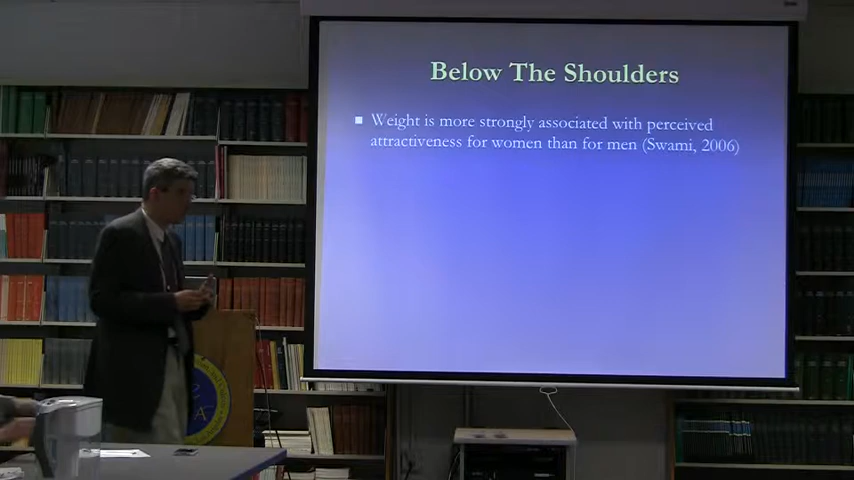 Below The Shoulders
Weight is more strongly associated with perceived
attractiveness for women than for men (Swami, 2006)